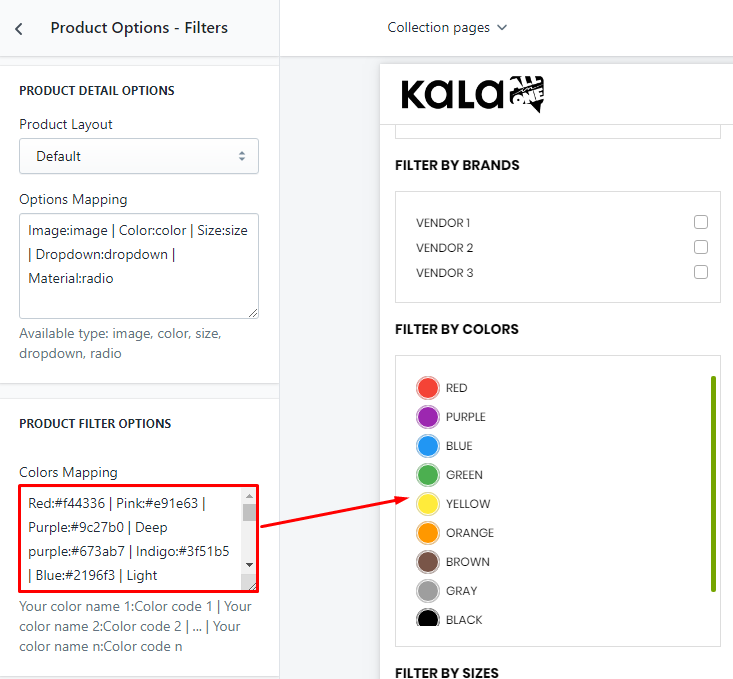 Product Options - Filters
PRODUCT DETAIL OPTIONS
Product Layout
Default
Options Mapping
Image:image | Color:color | Size:size
| Dropdown:dropdown |
Material:radio
Available type: image, color, size,
dropdown, radio
PRODUCT FILTER OPTIONS
Colors Mapping
Red:#f44336 | Pink:#e91e63 |
Purple:#9c27b0 | Deep
purple:#673ab7 | Indigo:#3f51b5
| Blue:#2196f3 | Light
Your color name 1:Color code 1 | Your
color name 2:Color code 2 | ... | Your
color name n:Color code n
Collection pages
KALA ALL
ONE
FILTER BY BRANDS
VENDOR 1
VENDOR 2
VENDOR 3
FILTER BY COLORS
RED
PURPLE
BLUE
GREEN
YELLOW
ORANGE
BROWN
GRAY
BLACK
FILTER BY SIZES